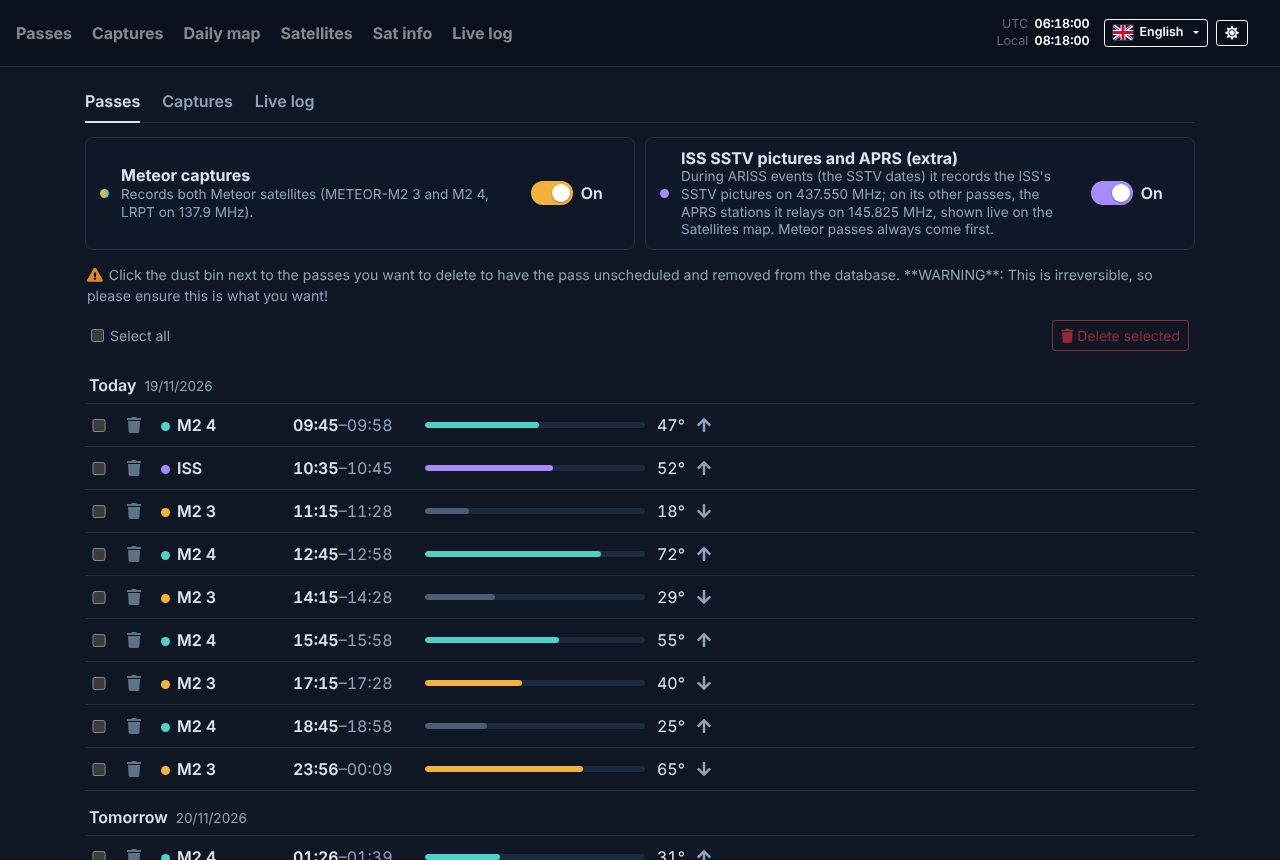 Passes Captures Daily map Satellites Sat info Live log
UTC 06:18:00
Local 08:18:00
English
Passes Captures Live log
Meteor captures
Records both Meteor satellites (METEOR-M2 3 and M2 4,
LRPT on 137.9 MHz).
On
ISS SSTV pictures and APRS (extra)
During ARISS events (the SSTV dates) it records the ISS's
SSTV pictures on 437.550 MHz; on its other passes, the
APRS stations it relays on 145.825 MHz, shown live on the
Satellites map. Meteor passes always come first.
On
Click the dust bin next to the passes you want to delete to have the pass unscheduled and removed from the database. **WARNING**: This is irreversible, so
please ensure this is what you want!
Select all
Delete selected
Today 19/11/2026
M2 4 09:45–09:58 47° ↑
ISS 10:35–10:45 52° ↑
M2 3 11:15–11:28 18° ↓
M2 4 12:45–12:58 72° ↑
M2 3 14:15–14:28 29° ↓
M2 4 15:45–15:58 55° ↑
M2 3 17:15–17:28 40° ↓
M2 4 18:45–18:58 25° ↑
M2 3 23:56–00:09 65° ↓
Tomorrow 20/11/2026
M2 4 01:26–01:39 31° ↑